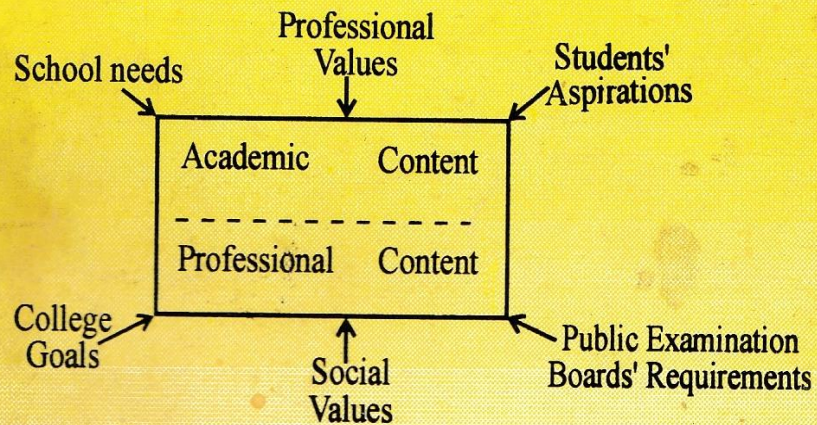 Professional
Values
School needs
Students'
Aspirations
Academic Content
Professional Content
College
Goals
Social
Values
Public Examination
Boards' Requirements